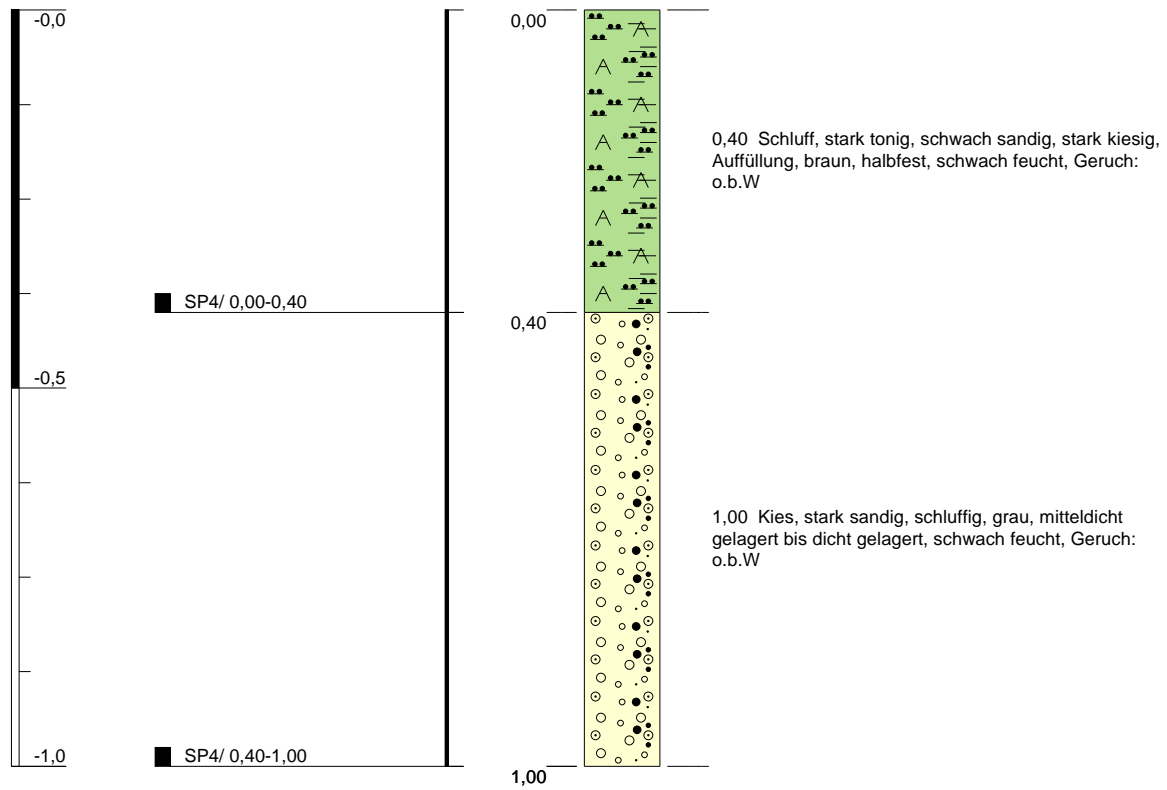 -0,0
0,00
0,40 Schluff, stark tonig, schwach sandig, stark kiesig,
Auffüllung, braun, halbfest, schwach feucht, Geruch:
o.b.W
SP4/ 0,00-0,40
0,40
-0,5
1,00 Kies, stark sandig, schluffig, grau, mitteldicht
gelagert bis dicht gelagert, schwach feucht, Geruch:
o.b.W
-1,0
SP4/ 0,40-1,00
1,00